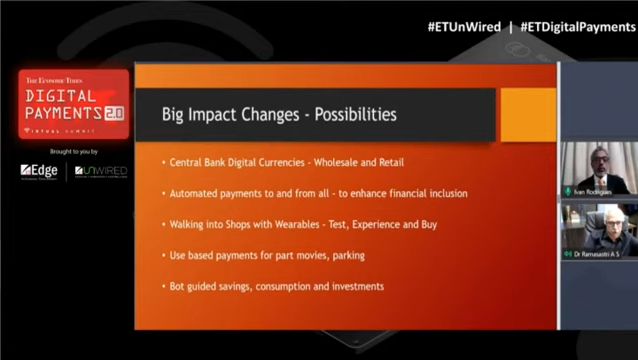 #ETUnWired | #ETDigitalPayments
THE ECONOMIC TIMES
DIGITAL
PAYMENTS 2.0
VIRTUAL SUMMIT
Brought to you by
Edge
UNWIRED
Big Impact Changes - Possibilities
• Central Bank Digital Currencies - Wholesale and Retail
• Automated payments to and from all - to enhance financial inclusion
• Walking into Shops with Wearables - Test, Experience and Buy
• Use based payments for part movies, parking
• Bot guided savings, consumption and investments
Ivan Rodrigues
Dr Ramasastri A S